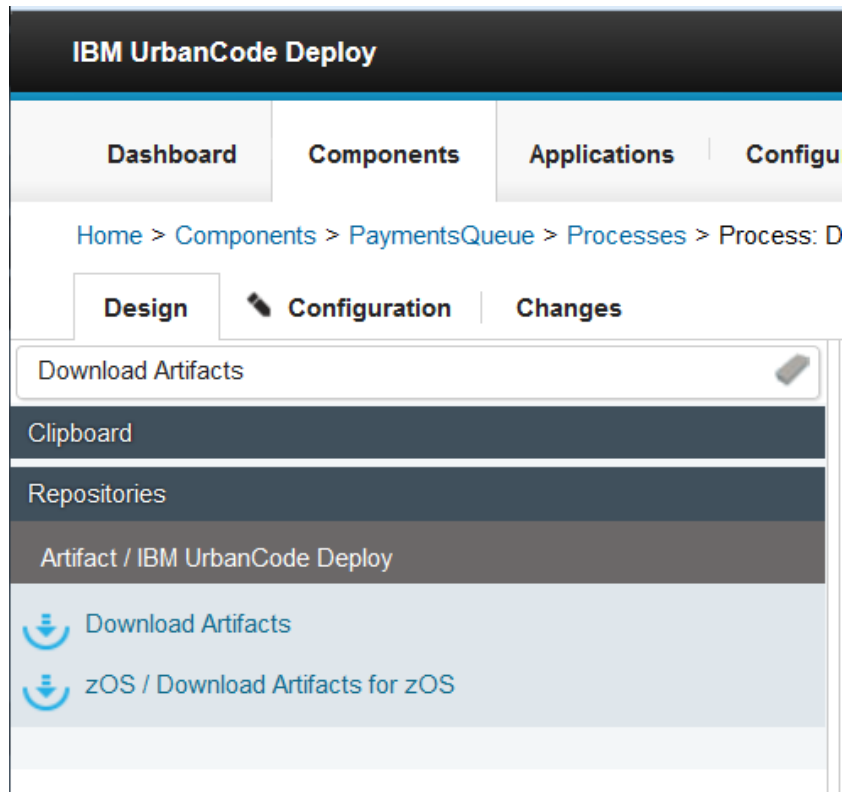 IBM UrbanCode Deploy
Dashboard Components Applications
Home > Components > PaymentsQueue > Processes > Process:
Design Configuration Changes
Download Artifacts
Clipboard
Repositories
Artifact / IBM UrbanCode Deploy
Download Artifacts
zOS / Download Artifacts for zOS